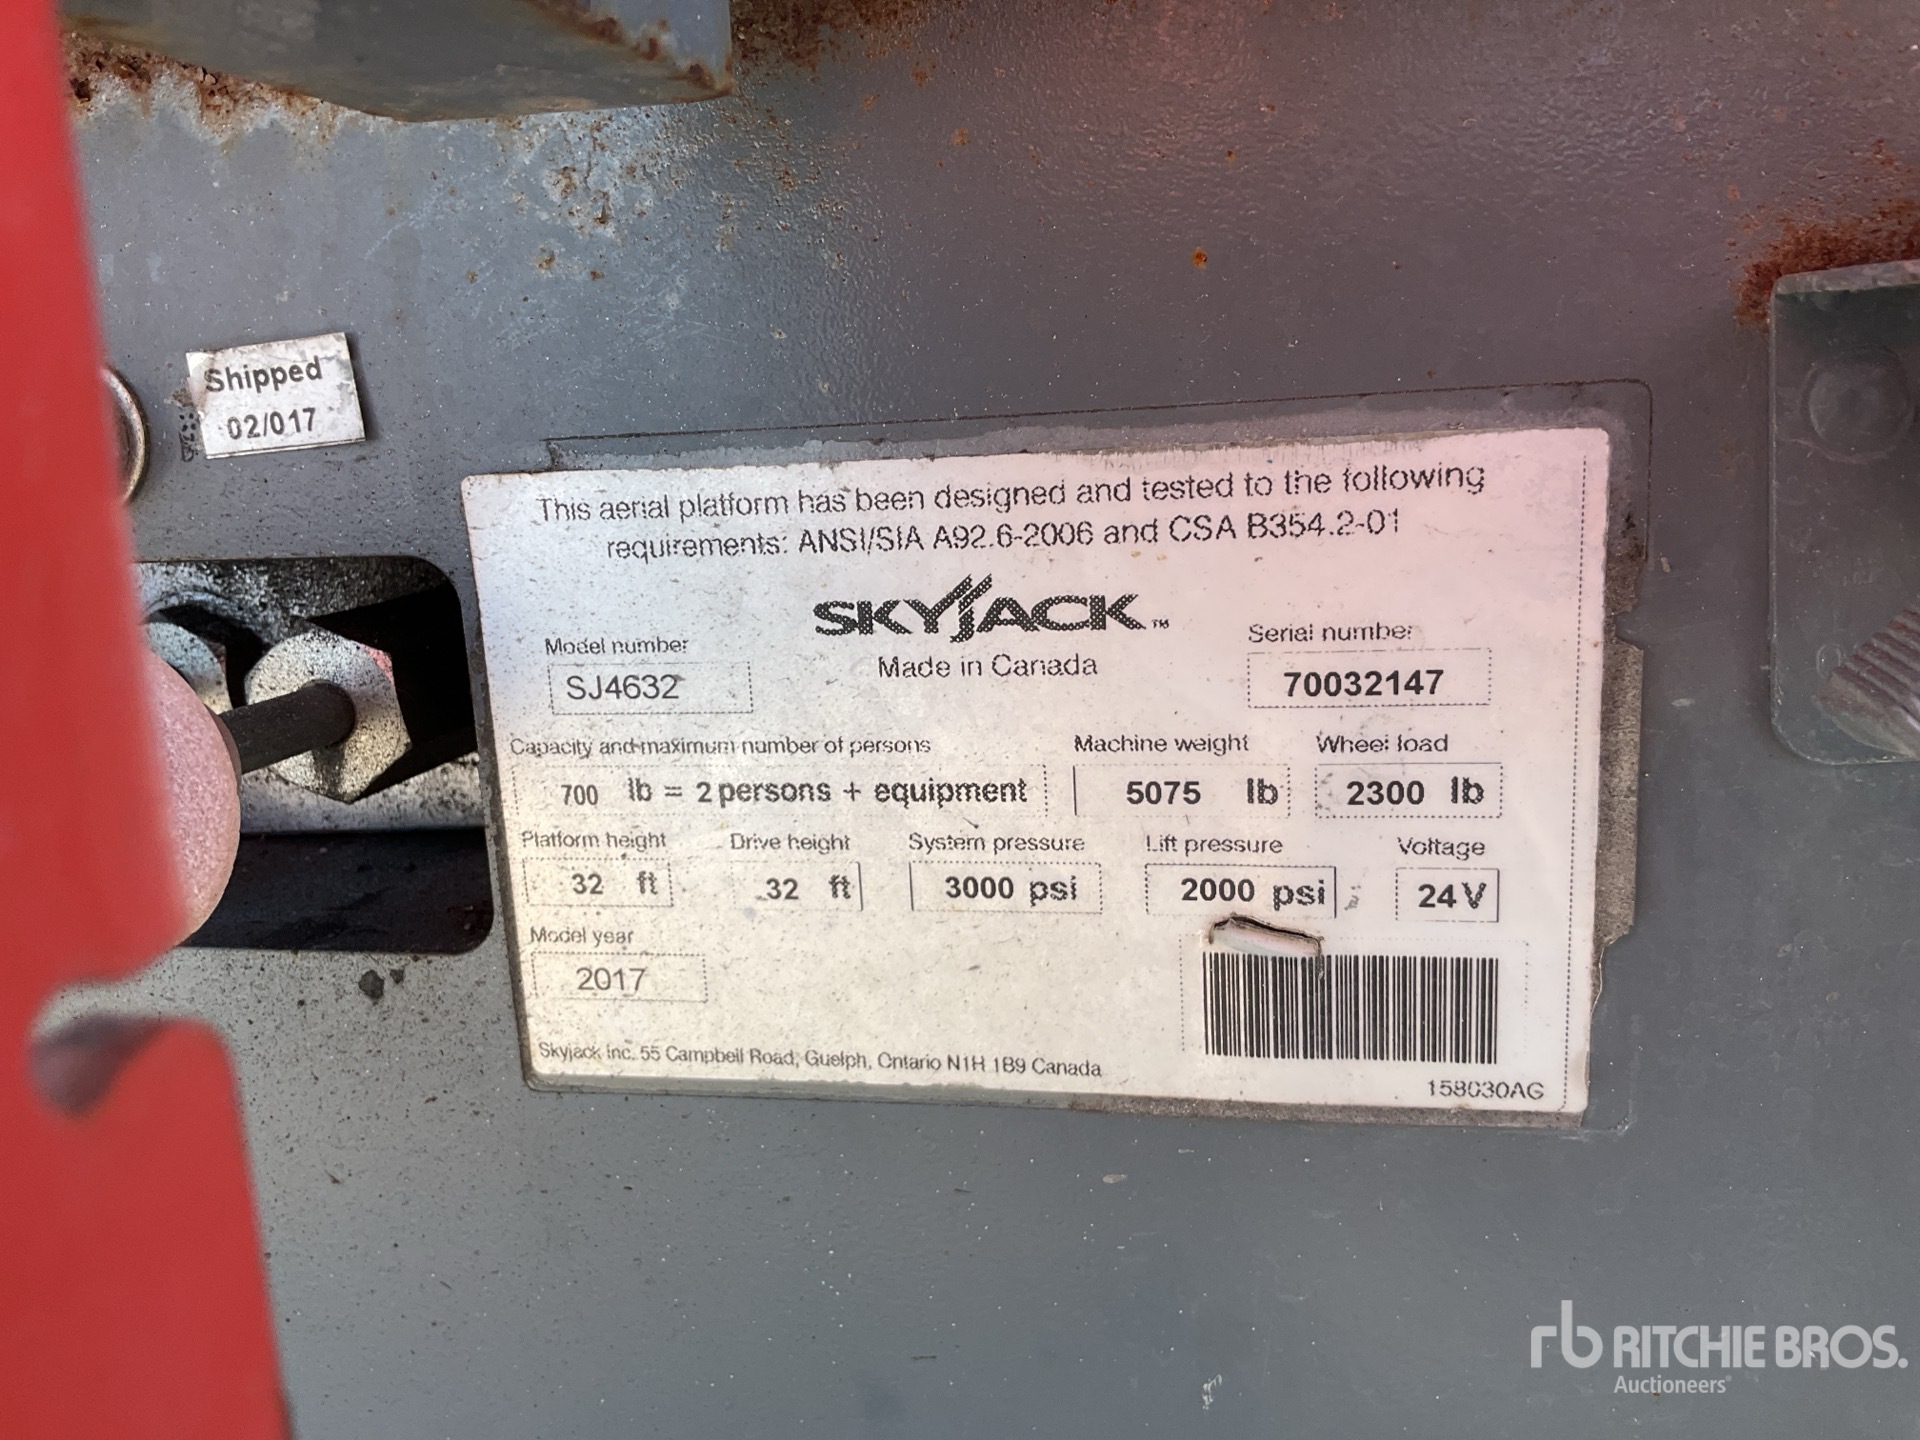 Shipped
02/017
This aerial platform has been designed and tested to the following
requirements: ANSI/SIA A92.6-2006 and CSA B354.2-01
SKYJACK™
Made in Canada
Model number
SJ4632
Serial number
70032147
Capacity and maximum number of persons
700 lb = 2 persons + equipment
Machine weight
5075 lb
Wheel load
2300 lb
Platform height
32 ft
Drive height
32 ft
System pressure
3000 psi
Lift pressure
2000 psi
Voltage
24V
Model year
2017
Skyjack Inc. 55 Campbell Road, Guelph, Ontario N1H 1B9 Canada
158030AG
rb RITCHIE BROS.
Auctioneers